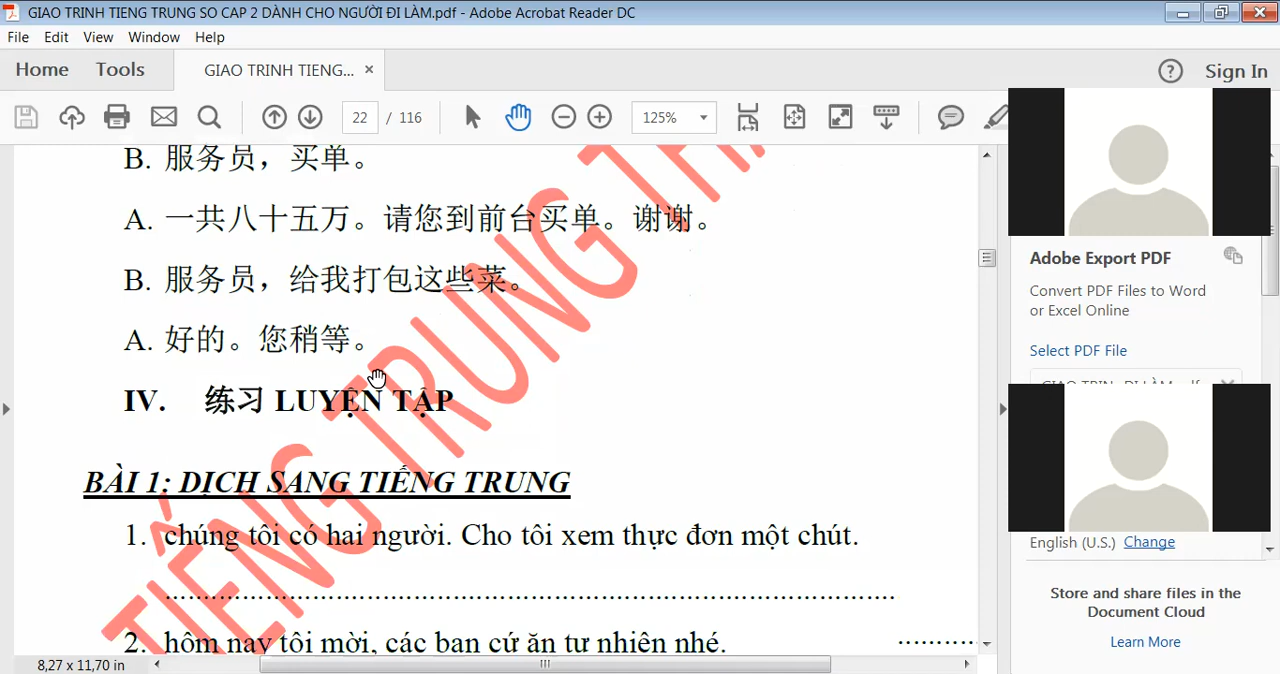 GIAO TRINH TIENG TRUNG SO CAP 2 DÀNH CHO NGƯỜI ĐI LÀM.pdf - Adobe Acrobat Reader DC
File Edit View Window Help
Home Tools GIAO TRINH TIENG... × ? Sign In
22 / 116 125%
B. 服务员，买单。
A. 一共八十五万。请您到前台买单。谢谢。
B. 服务员，给我打包这些菜。
A. 好的。您稍等。
IV. 练习 LUYỆN TẬP
BÀI 1: DỊCH SANG TIẾNG TRUNG
1. chúng tôi có hai người. Cho tôi xem thực đơn một chút.
................................................................................
2. hôm nay tôi mời, các bạn cứ ăn tự nhiên nhé. ..........
TIẾNG TRUNG
8,27 x 11,70 in
Adobe Export PDF
Convert PDF Files to Word
or Excel Online
Select PDF File
English (U.S.) Change
Store and share files in the
Document Cloud
Learn More